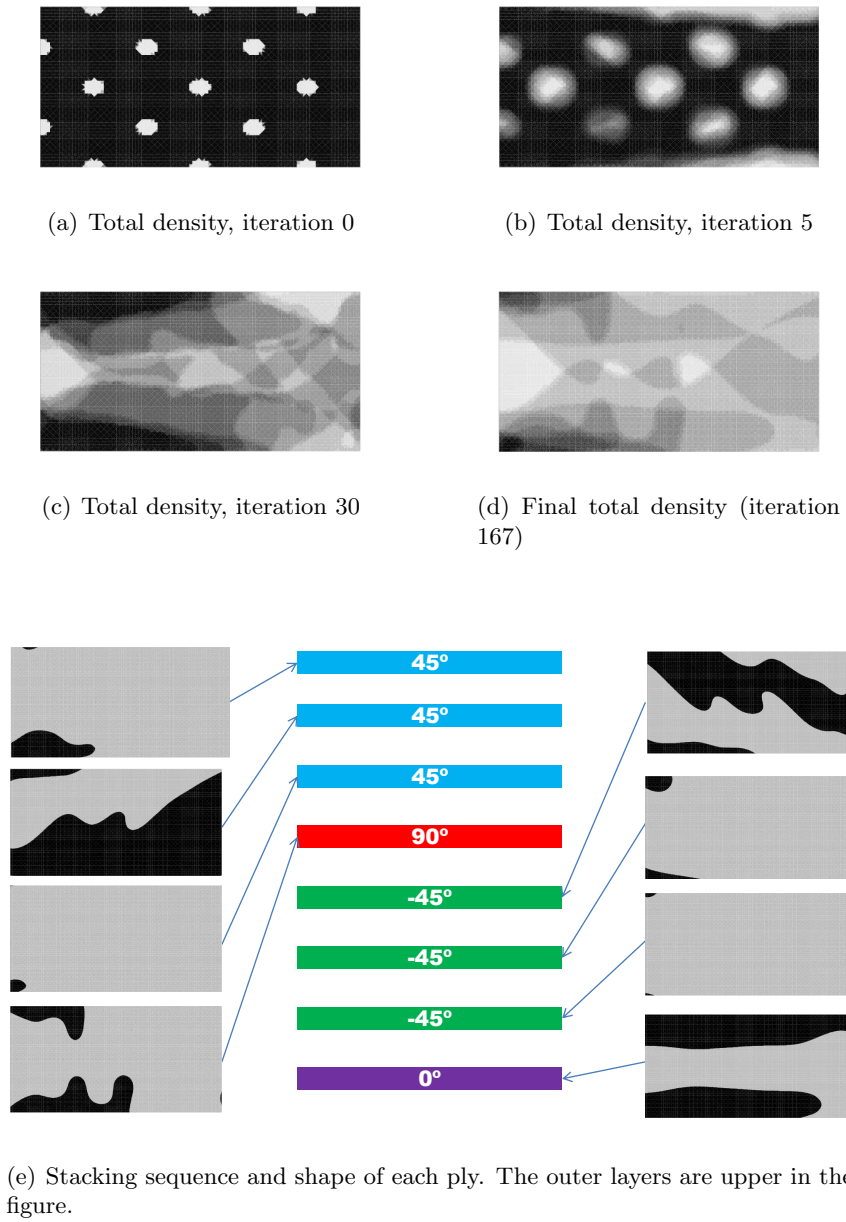 (a) Total density, iteration 0
(b) Total density, iteration 5
(c) Total density, iteration 30
(d) Final total density (iteration
167)
45º
45º
45º
90º
-45º
-45º
-45º
0º
(e) Stacking sequence and shape of each ply. The outer layers are upper in the
figure.